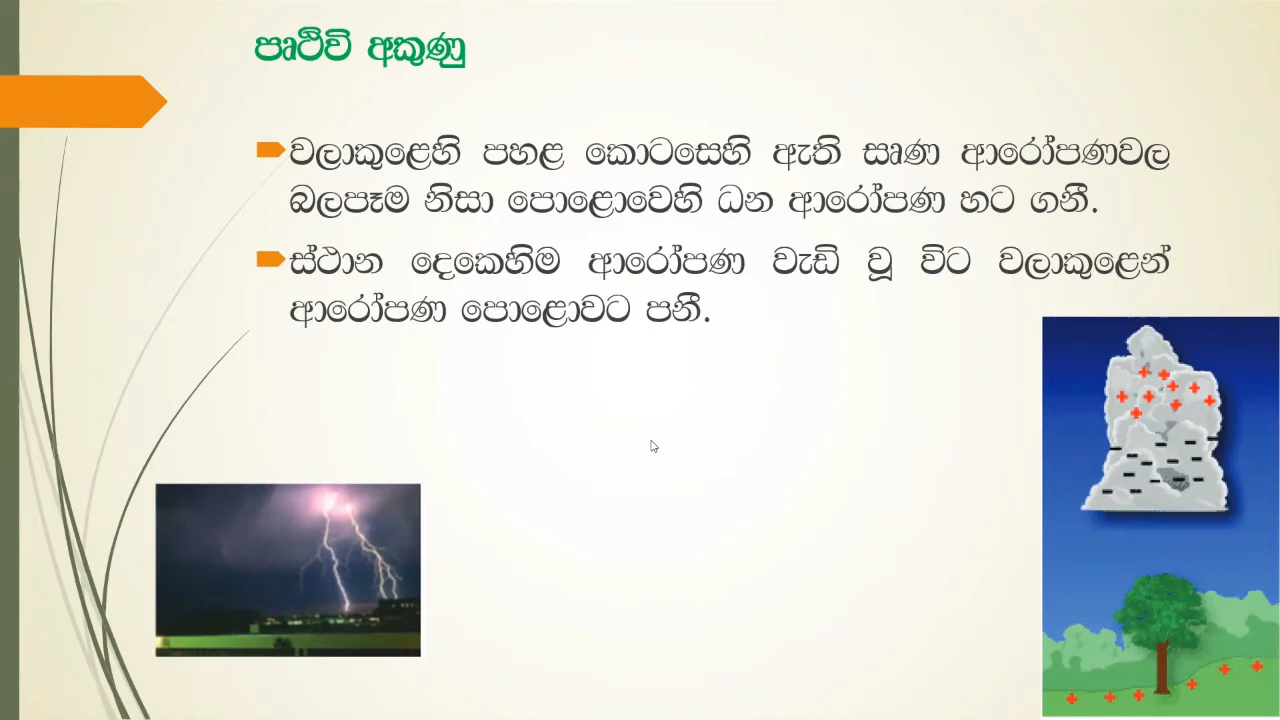 පෘථිවි අකුණු
වලාකුළෙහි පහළ කොටසෙහි ඇති සෘණ ආරෝපණවල
බලපෑම නිසා පොළොවෙහි ධන ආරෝපණ හට ගනී.
ස්ථාන දෙකෙහිම ආරෝපණ වැඩි වූ විට වලාකුළෙන්
ආරෝපණ පොළොවට පනී.